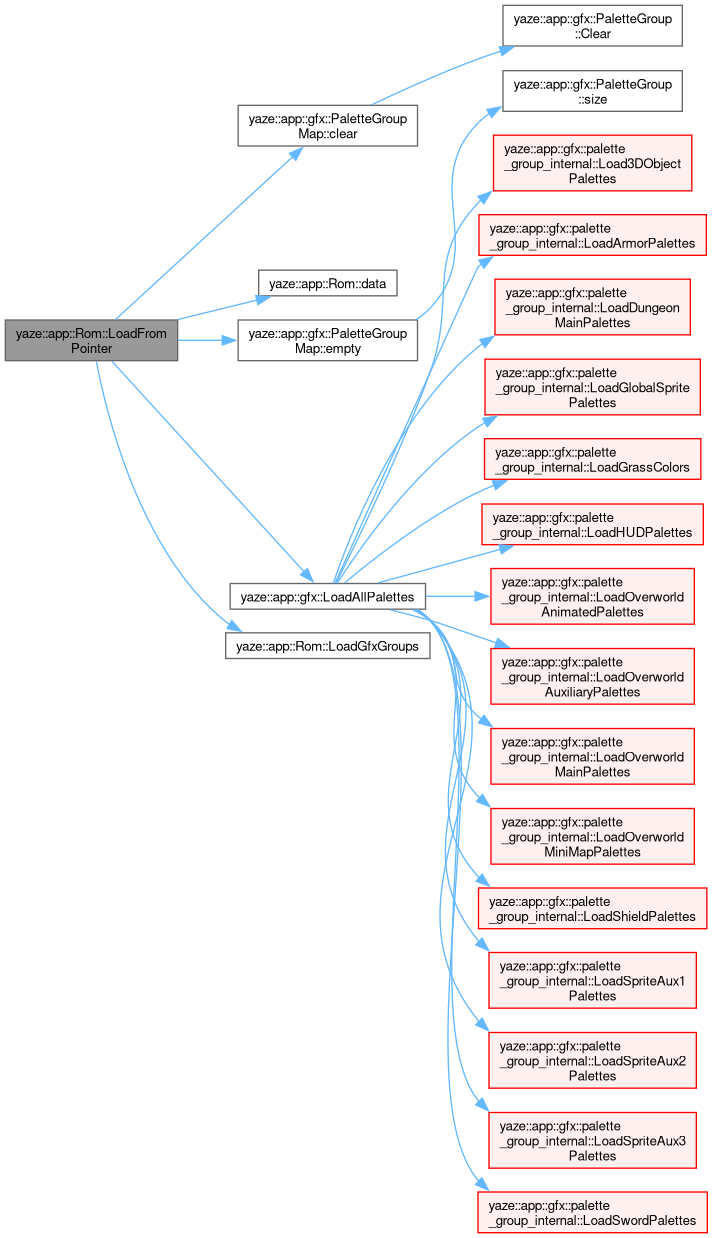 yaze::app::gfx::PaletteGroup
::Clear
yaze::app::gfx::PaletteGroup
::size
yaze::app::gfx::PaletteGroup
Map::clear
yaze::app::gfx::palette
_group_internal::Load3DObject
Palettes
yaze::app::gfx::palette
_group_internal::LoadArmorPalettes
yaze::app::Rom::data
yaze::app::gfx::palette
_group_internal::LoadDungeon
MainPalettes
yaze::app::Rom::LoadFrom
Pointer
yaze::app::gfx::PaletteGroup
Map::empty
yaze::app::gfx::palette
_group_internal::LoadGlobalSprite
Palettes
yaze::app::gfx::palette
_group_internal::LoadGrassColors
yaze::app::gfx::palette
_group_internal::LoadHUDPalettes
yaze::app::gfx::LoadAllPalettes
yaze::app::gfx::palette
_group_internal::LoadOverworld
AnimatedPalettes
yaze::app::Rom::LoadGfxGroups
yaze::app::gfx::palette
_group_internal::LoadOverworld
AuxiliaryPalettes
yaze::app::gfx::palette
_group_internal::LoadOverworld
MainPalettes
yaze::app::gfx::palette
_group_internal::LoadOverworld
MiniMapPalettes
yaze::app::gfx::palette
_group_internal::LoadShieldPalettes
yaze::app::gfx::palette
_group_internal::LoadSpriteAux1
Palettes
yaze::app::gfx::palette
_group_internal::LoadSpriteAux2
Palettes
yaze::app::gfx::palette
_group_internal::LoadSpriteAux3
Palettes
yaze::app::gfx::palette
_group_internal::LoadSwordPalettes